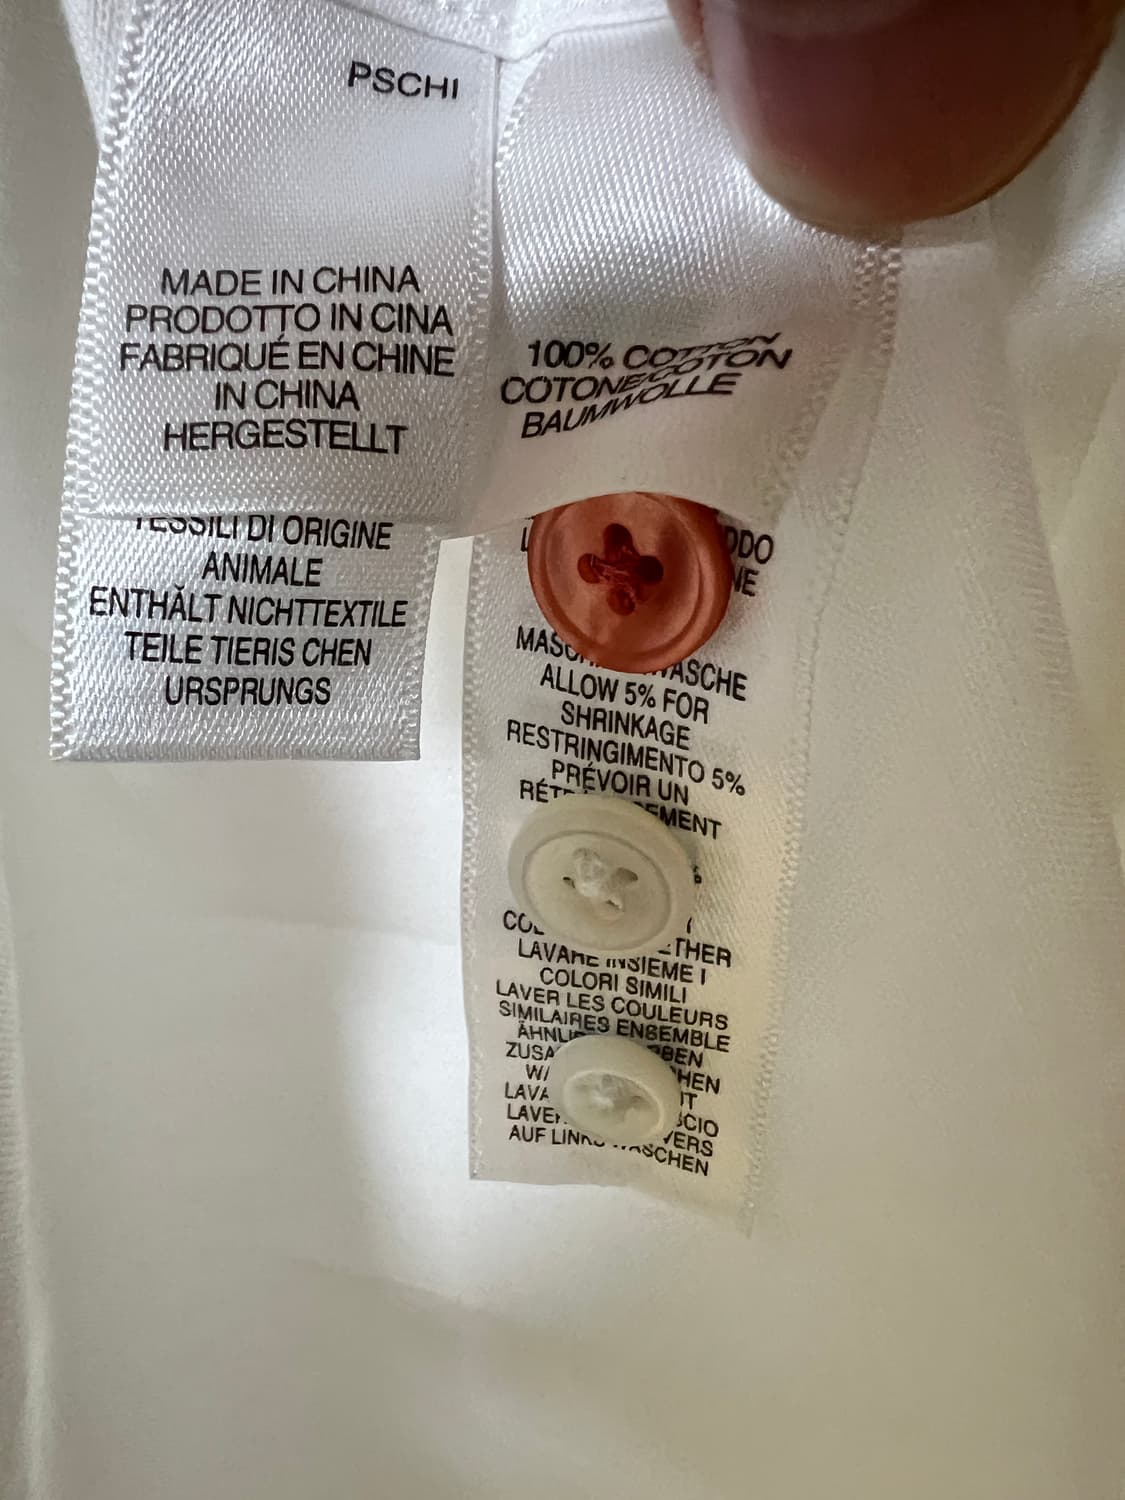 PSCHI
MADE IN CHINA
PRODOTTO IN CINA
FABRIQUÉ EN CHINE
IN CHINA
HERGESTELLT
TESSILI DI ORIGINE
ANIMALE
ENTHĂLT NICHTTEXTILE
TEILE TIERIS CHEN
URSPRUNGS
100% COTTON
COTONE/COTON
BAUMWOLLE
ALLOW 5% FOR
SHRINKAGE
RESTRINGIMENTO 5%
PRÉVOIR UN
LAVARE INSIEME I
COLORI SIMILI
LAVER LES COULEURS
SIMILAIRES ENSEMBLE
AUF LINKS WASCHEN